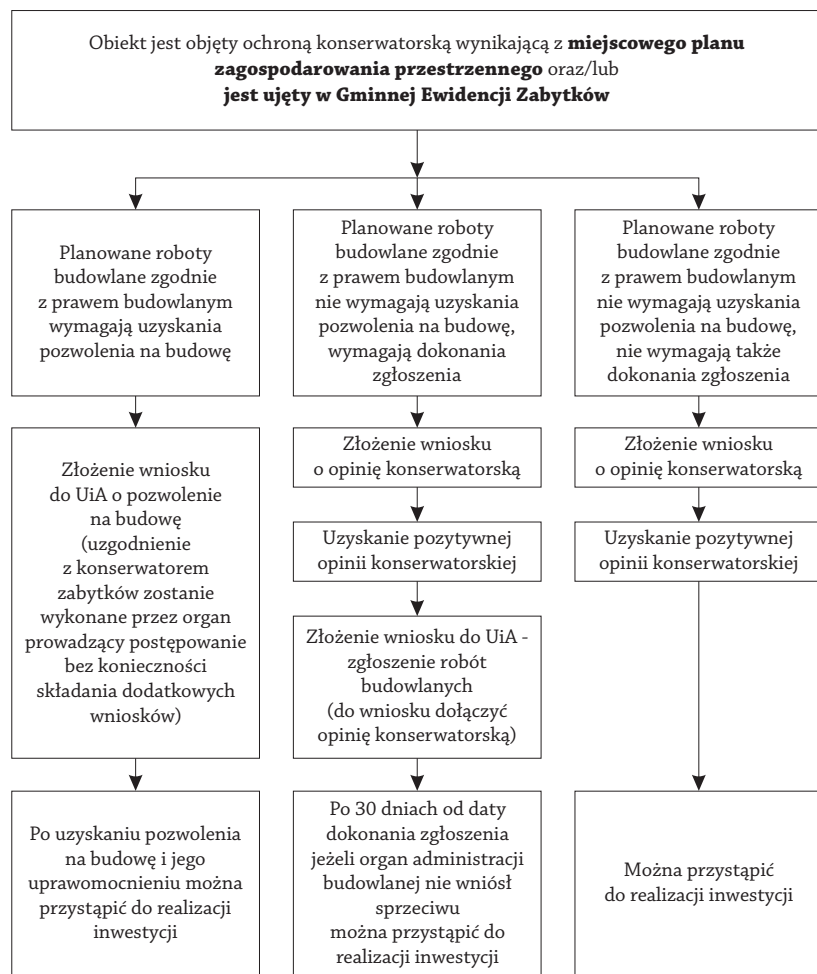 Obiekt jest objęty ochroną konserwatorską wynikającą z miejscowego planu
zagospodarowania przestrzennego oraz/lub
jest ujęty w Gminnej Ewidencji Zabytków
Planowane roboty
budowlane zgodnie
z prawem budowlanym
wymagają uzyskania
pozwolenia na budowę
Złożenie wniosku
do UiA o pozwolenie
na budowę
(uzgodnienie
z konserwatorem
zabytków zostanie
wykonane przez organ
prowadzący postępowanie
bez konieczności
składania dodatkowych
wniosków)
Po uzyskaniu pozwolenia
na budowę i jego
uprawomocnieniu można
przystąpić do realizacji
inwestycji
Planowane roboty
budowlane zgodnie
z prawem budowlanym
nie wymagają uzyskania
pozwolenia na budowę,
wymagają dokonania
zgłoszenia
Złożenie wniosku
o opinię konserwatorską
Uzyskanie pozytywnej
opinii konserwatorskiej
Złożenie wniosku do UiA -
zgłoszenie robót
budowlanych
(do wniosku dołączyć
opinię konserwatorską)
Po 30 dniach od daty
dokonania zgłoszenia
jeżeli organ administracji
budowlanej nie wniósł
sprzeciwu
można przystąpić do
realizacji inwestycji
Planowane roboty
budowlane zgodnie
z prawem budowlanym
nie wymagają uzyskania
pozwolenia na budowę,
nie wymagają także
dokonania zgłoszenia
Złożenie wniosku
o opinię konserwatorską
Uzyskanie pozytywnej
opinii konserwatorskiej
Można przystąpić
do realizacji inwestycji